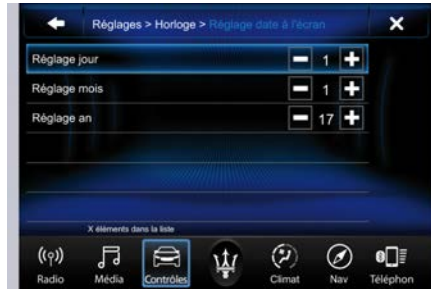 Réglages > Horloge > Réglage date à l'écran
Réglage jour 1
Réglage mois 1
Réglage an 17
X éléments dans la liste
Radio Média Contrôles Climat Nav Téléphon